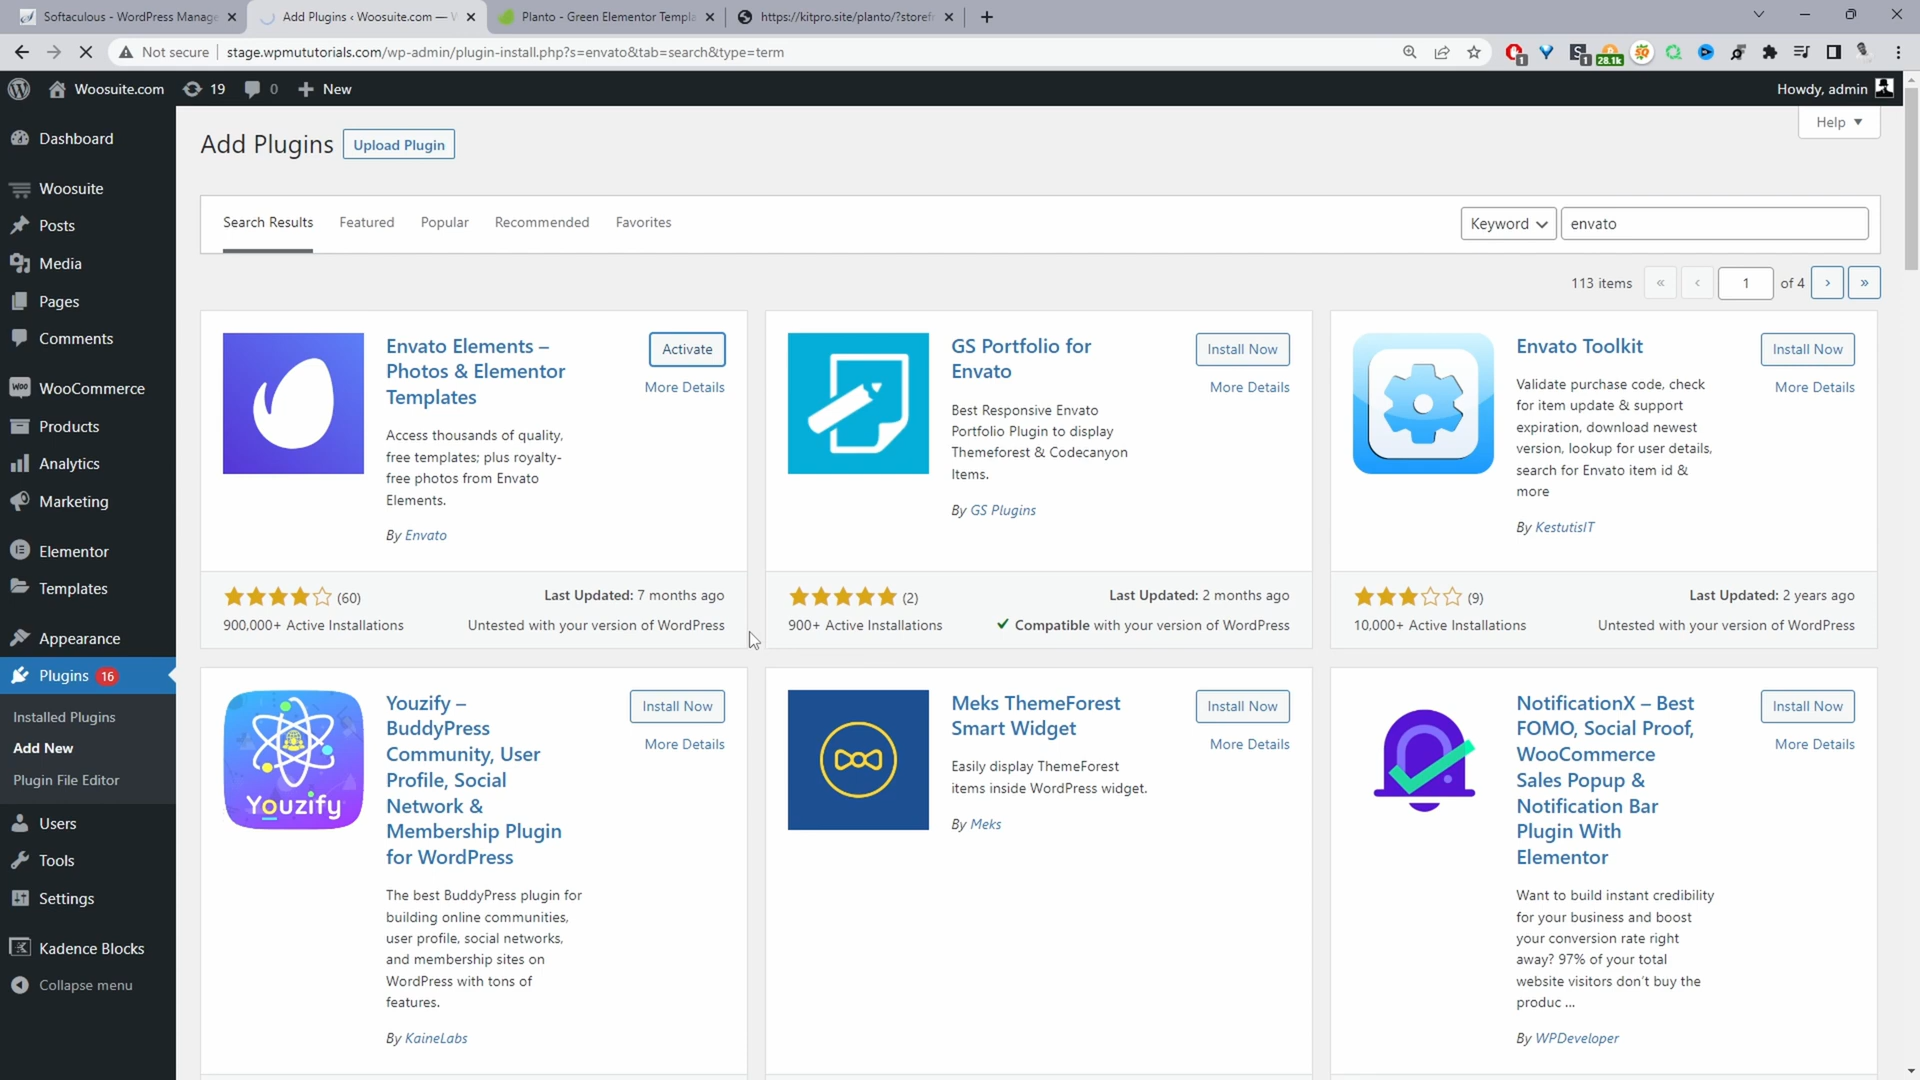 Softaculous - WordPress Manage
Add Plugins ‹ Woosuite.com — W
Planto - Green Elementor Templa
https://kitpro.site/planto/?storefr
Not secure
stage.wpmututorials.com/wp-admin/plugin-install.php?s=envato&tab=search&type=term
1
1
28.1k
Woosuite.com
19
0
New
Howdy, admin
Dashboard
Woosuite
Posts
Media
Pages
Comments
WooCommerce
Products
Analytics
Marketing
Elementor
Templates
Appearance
Plugins 16
Installed Plugins
Add New
Plugin File Editor
Users
Tools
Settings
Kadence Blocks
Collapse menu
Help
Add Plugins
Upload Plugin
Search Results
Featured
Popular
Recommended
Favorites
Keyword
envato
113 items
«
‹
1
of 4
›
»
Envato Elements –
Photos & Elementor
Templates
Activate
More Details
Access thousands of quality,
free templates; plus royalty-
free photos from Envato
Elements.
By Envato
(60)
900,000+ Active Installations
Last Updated: 7 months ago
Untested with your version of WordPress
GS Portfolio for
Envato
Install Now
More Details
Best Responsive Envato
Portfolio Plugin to display
Themeforest & Codecanyon
Items.
By GS Plugins
(2)
900+ Active Installations
Last Updated: 2 months ago
Compatible with your version of WordPress
Envato Toolkit
Install Now
More Details
Validate purchase code, check
for item update & support
expiration, download newest
version, lookup for user details,
search for Envato item id &
more
By KestutisIT
(9)
10,000+ Active Installations
Last Updated: 2 years ago
Untested with your version of WordPress
Youzify
Youzify –
BuddyPress
Community, User
Profile, Social
Network &
Membership Plugin
for WordPress
Install Now
More Details
The best BuddyPress plugin for
building online communities,
user profile, social networks,
and membership sites on
WordPress with tons of
features.
By KaineLabs
Meks ThemeForest
Smart Widget
Install Now
More Details
Easily display ThemeForest
items inside WordPress widget.
By Meks
NotificationX – Best
FOMO, Social Proof,
WooCommerce
Sales Popup &
Notification Bar
Plugin With
Elementor
Install Now
More Details
Want to build instant credibility
for your business and boost
your conversion rate right
away? 97% of your total
website visitors don't buy the
produc ...
By WPDeveloper